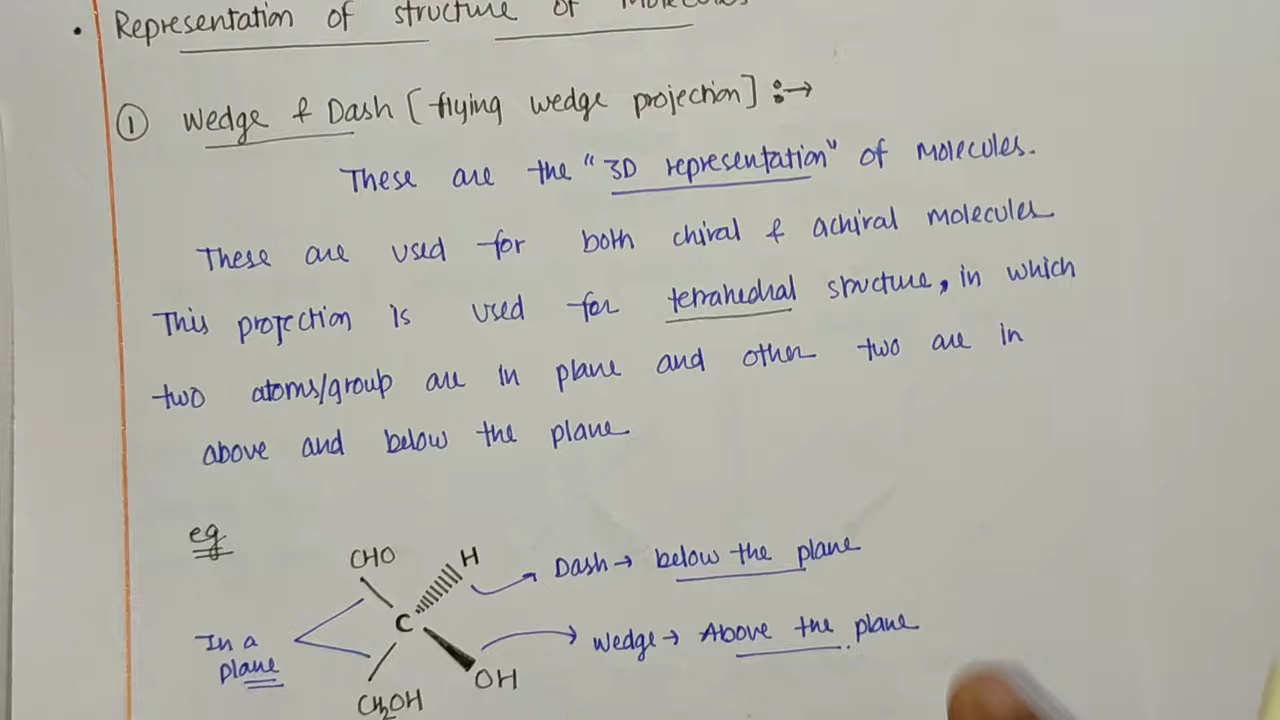 • Representation of structure of Molecules
① Wedge & Dash [flying wedge projection] :→
These are the "3D representation" of Molecules.
These are used for both chiral & achiral Molecules
This projection is used for tetrahedral structure, in which
two atoms/group are in plane and other two are in
above and below the plane
eg
CHO
H
Dash → below the plane
C
In a
plane
Wedge → Above the plane
OH
CH₂OH